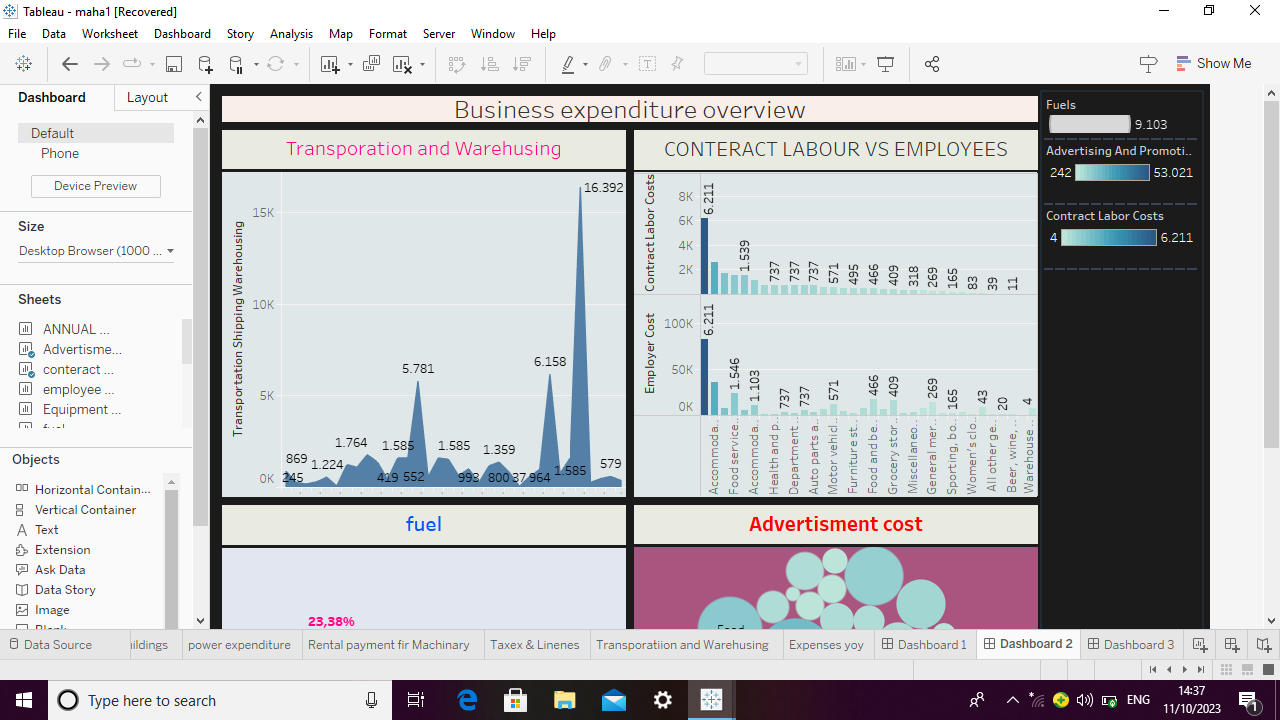 Tableau - maha1 [Recovered]
File Data Worksheet Dashboard Story Analysis Map Format Server Window Help
Show Me
Dashboard Layout
Default
Phone
Device Preview
Size
Desktop Browser (1000 ...
Sheets
ANNUAL ...
Advertisme...
conteract ...
employee ...
Equipment ...
Objects
Horizontal Contain...
Vertical Container
Text
Extension
Ask Data
Data Story
Image
Business expenditure overview
Transporation and Warehusing
Transportation Shipping Warehousing
15K
10K
5K
0K
16.392
6.158
5.781
1.764
1.585
1.585
1.359
1.224
869
245
419
552
993
800
37
964
1.585
579
CONTERACT LABOUR VS EMPLOYEES
Contract Labor Costs
8K
6K
4K
2K
6.211
1.539
737
737
737
571
495
466
409
318
269
165
83
39
11
Employer Cost
100K
50K
0K
6.211
1.546
1.103
737
737
571
466
409
269
165
43
20
4
Accommoda..
Food service..
Accommoda..
Health and p..
Department ..
Auto parts a..
Motor vehicl..
Furniture st..
Food and be..
Grocery stor..
Miscellaneo..
General mer..
Sporting, bo..
Women's clo..
All other ge..
Beer, wine, ..
Warehouse ..
fuel
23,38%
Advertisment cost
Food
Fuels
9.103
Advertising And Promoti..
242 53.021
Contract Labor Costs
4 6.211
Data Source
ildings
power expenditure
Rental payment fir Machinary
Taxex & Linenes
Transporatiion and Warehusing
Expenses yoy
Dashboard 1
Dashboard 2
Dashboard 3
Type here to search
ENG
14:37
11/10/2023
1